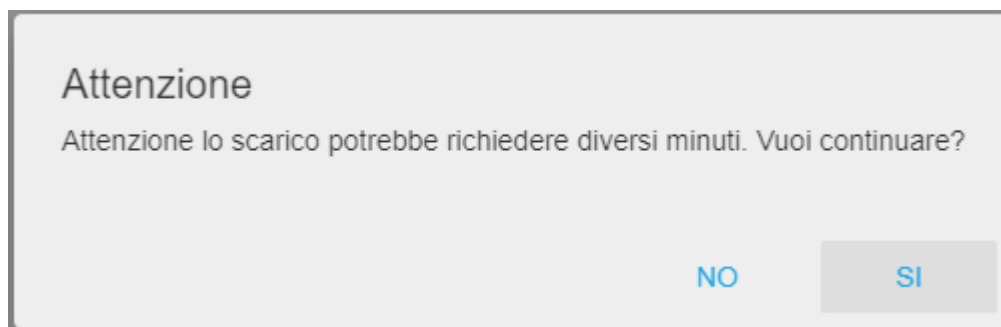 Attenzione
Attenzione lo scarico potrebbe richiedere diversi minuti. Vuoi continuare?
NO
SI